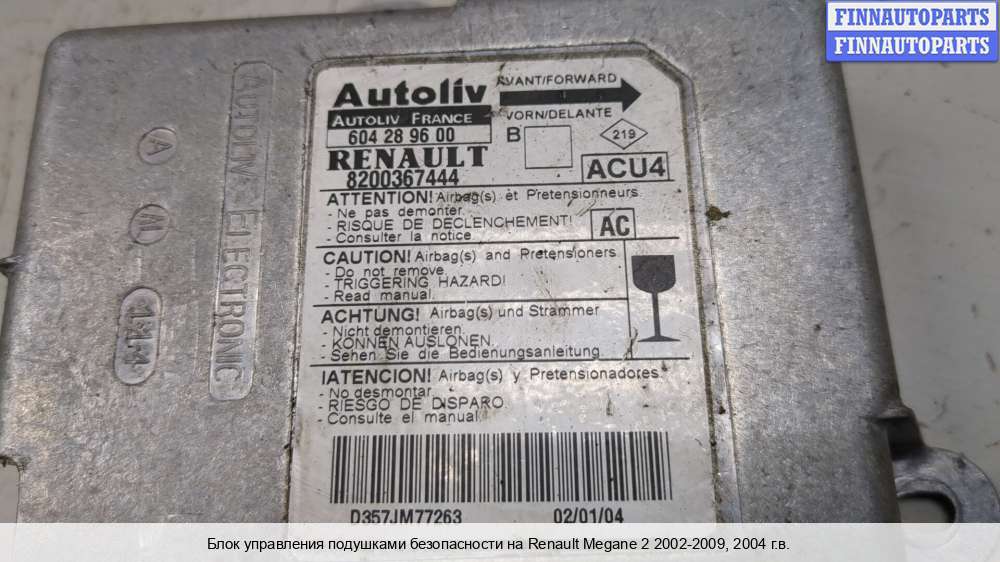 FINNAUTOPARTS
FINNAUTOPARTS
Autoliv
AUTOLIV FRANCE
604 28 96 00
RENAULT
8200367444
AVANT/FORWARD
VORN/DELANTE
B
219
ACU4
ATTENTION! Airbag(s) et Pretensionneurs.
- Ne pas demonter.
- RISQUE DE DECLENCHEMENT!
- Consulter la notice.
AC
CAUTION! Airbag(s) and Pretensioners
- Do not remove
- TRIGGERING HAZARD!
- Read manual.
ACHTUNG! Airbag(s) und Strammer
- Nicht demontieren.
- KONNEN AUSLONEN.
- Sehen Sie die Bedienungsanleitung
IATENCION! Airbag(s) y Pretensionadores
- No desmontar.
- RIESGO DE DISPARO.
- Consulte el manual.
D357JM77263 02/01/04
AUTOLIV - ELECTRONIC
A
Блок управления подушками безопасности на Renault Megane 2 2002-2009, 2004 г.в.